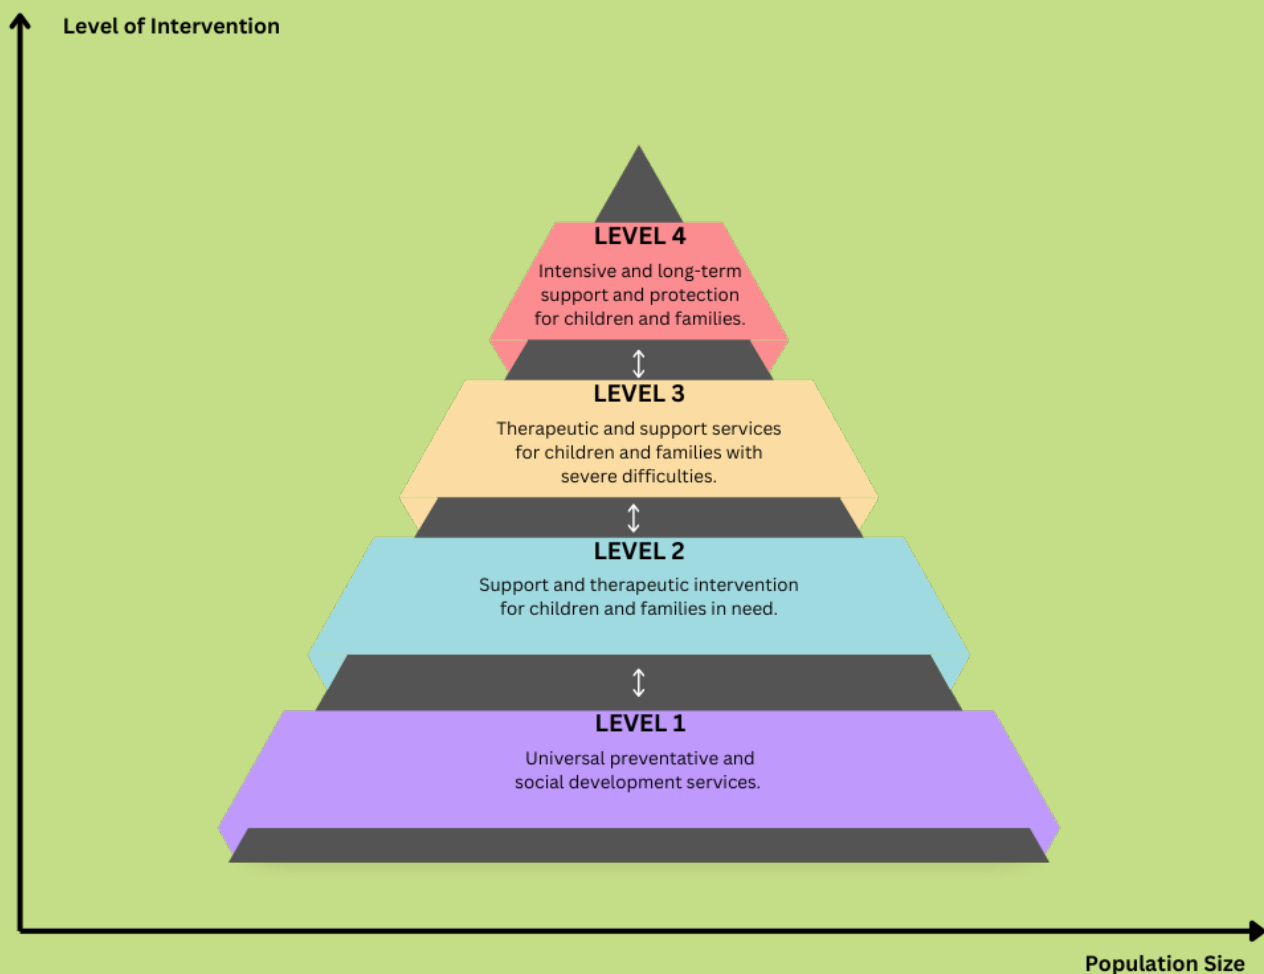 Level of Intervention
LEVEL 4
Intensive and long-term
support and protection
for children and families.
LEVEL 3
Therapeutic and support services
for children and families with
severe difficulties.
LEVEL 2
Support and therapeutic intervention
for children and families in need.
LEVEL 1
Universal preventative and
social development services.
Population Size